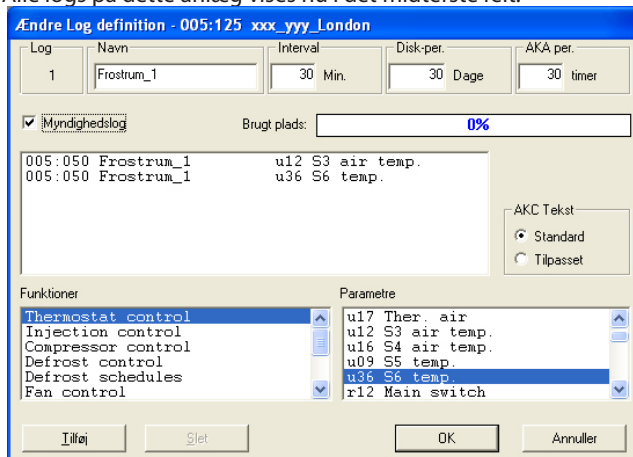 Alle logs på dette anlæg vises nu i det midterste felt.
Ændre Log definition - 005:125 xxx_yyy_London
Log Navn Interval Disk-per. AKA per.
1 Frostrum_1 30 Min. 30 Dage 30 timer
Myndighedslog Brugt plads: 0%
005:050 Frostrum_1 u12 S3 air temp.
005:050 Frostrum_1 u36 S6 temp.
AKC Tekst
Standard
Tilpasset
Funktioner
Thermostat control
Injection control
Compressor control
Defrost control
Defrost schedules
Fan control
Parametre
u17 Ther. air
u12 S3 air temp.
u16 S4 air temp.
u09 S5 temp.
u36 S6 temp.
r12 Main switch
Tilføj Slet OK Annuller